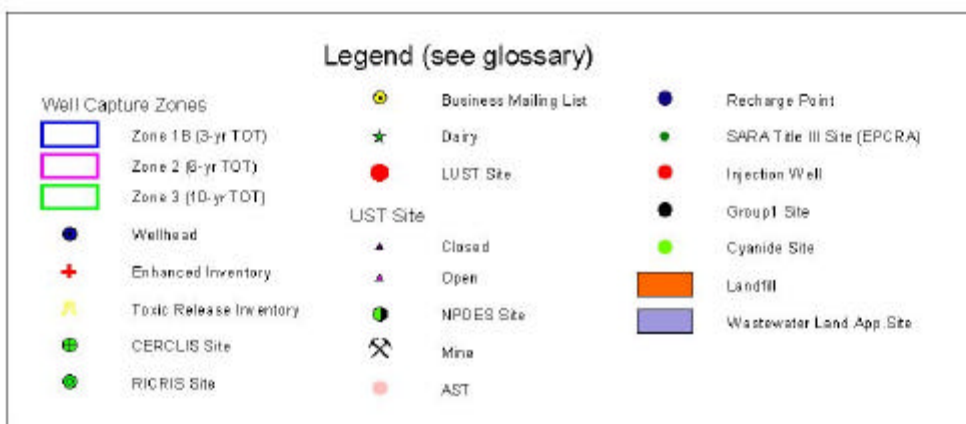 Legend (see glossary)
Well Capture Zones
Zone 1B (3-yr TOT)
Zone 2 (6-yr TOT)
Zone 3 (10-yr TOT)
Wellhead
Enhanced Inventory
Toxic Release Inventory
CERCLIS Site
RICRIS Site
Business Mailing List
Dairy
LUST Site
UST Site
Closed
Open
NPDES Site
Mine
AST
Recharge Point
SARA Title III Site (EPCRA)
Injection Well
Group1 Site
Cyanide Site
Landfill
Wastewater Land App.Site